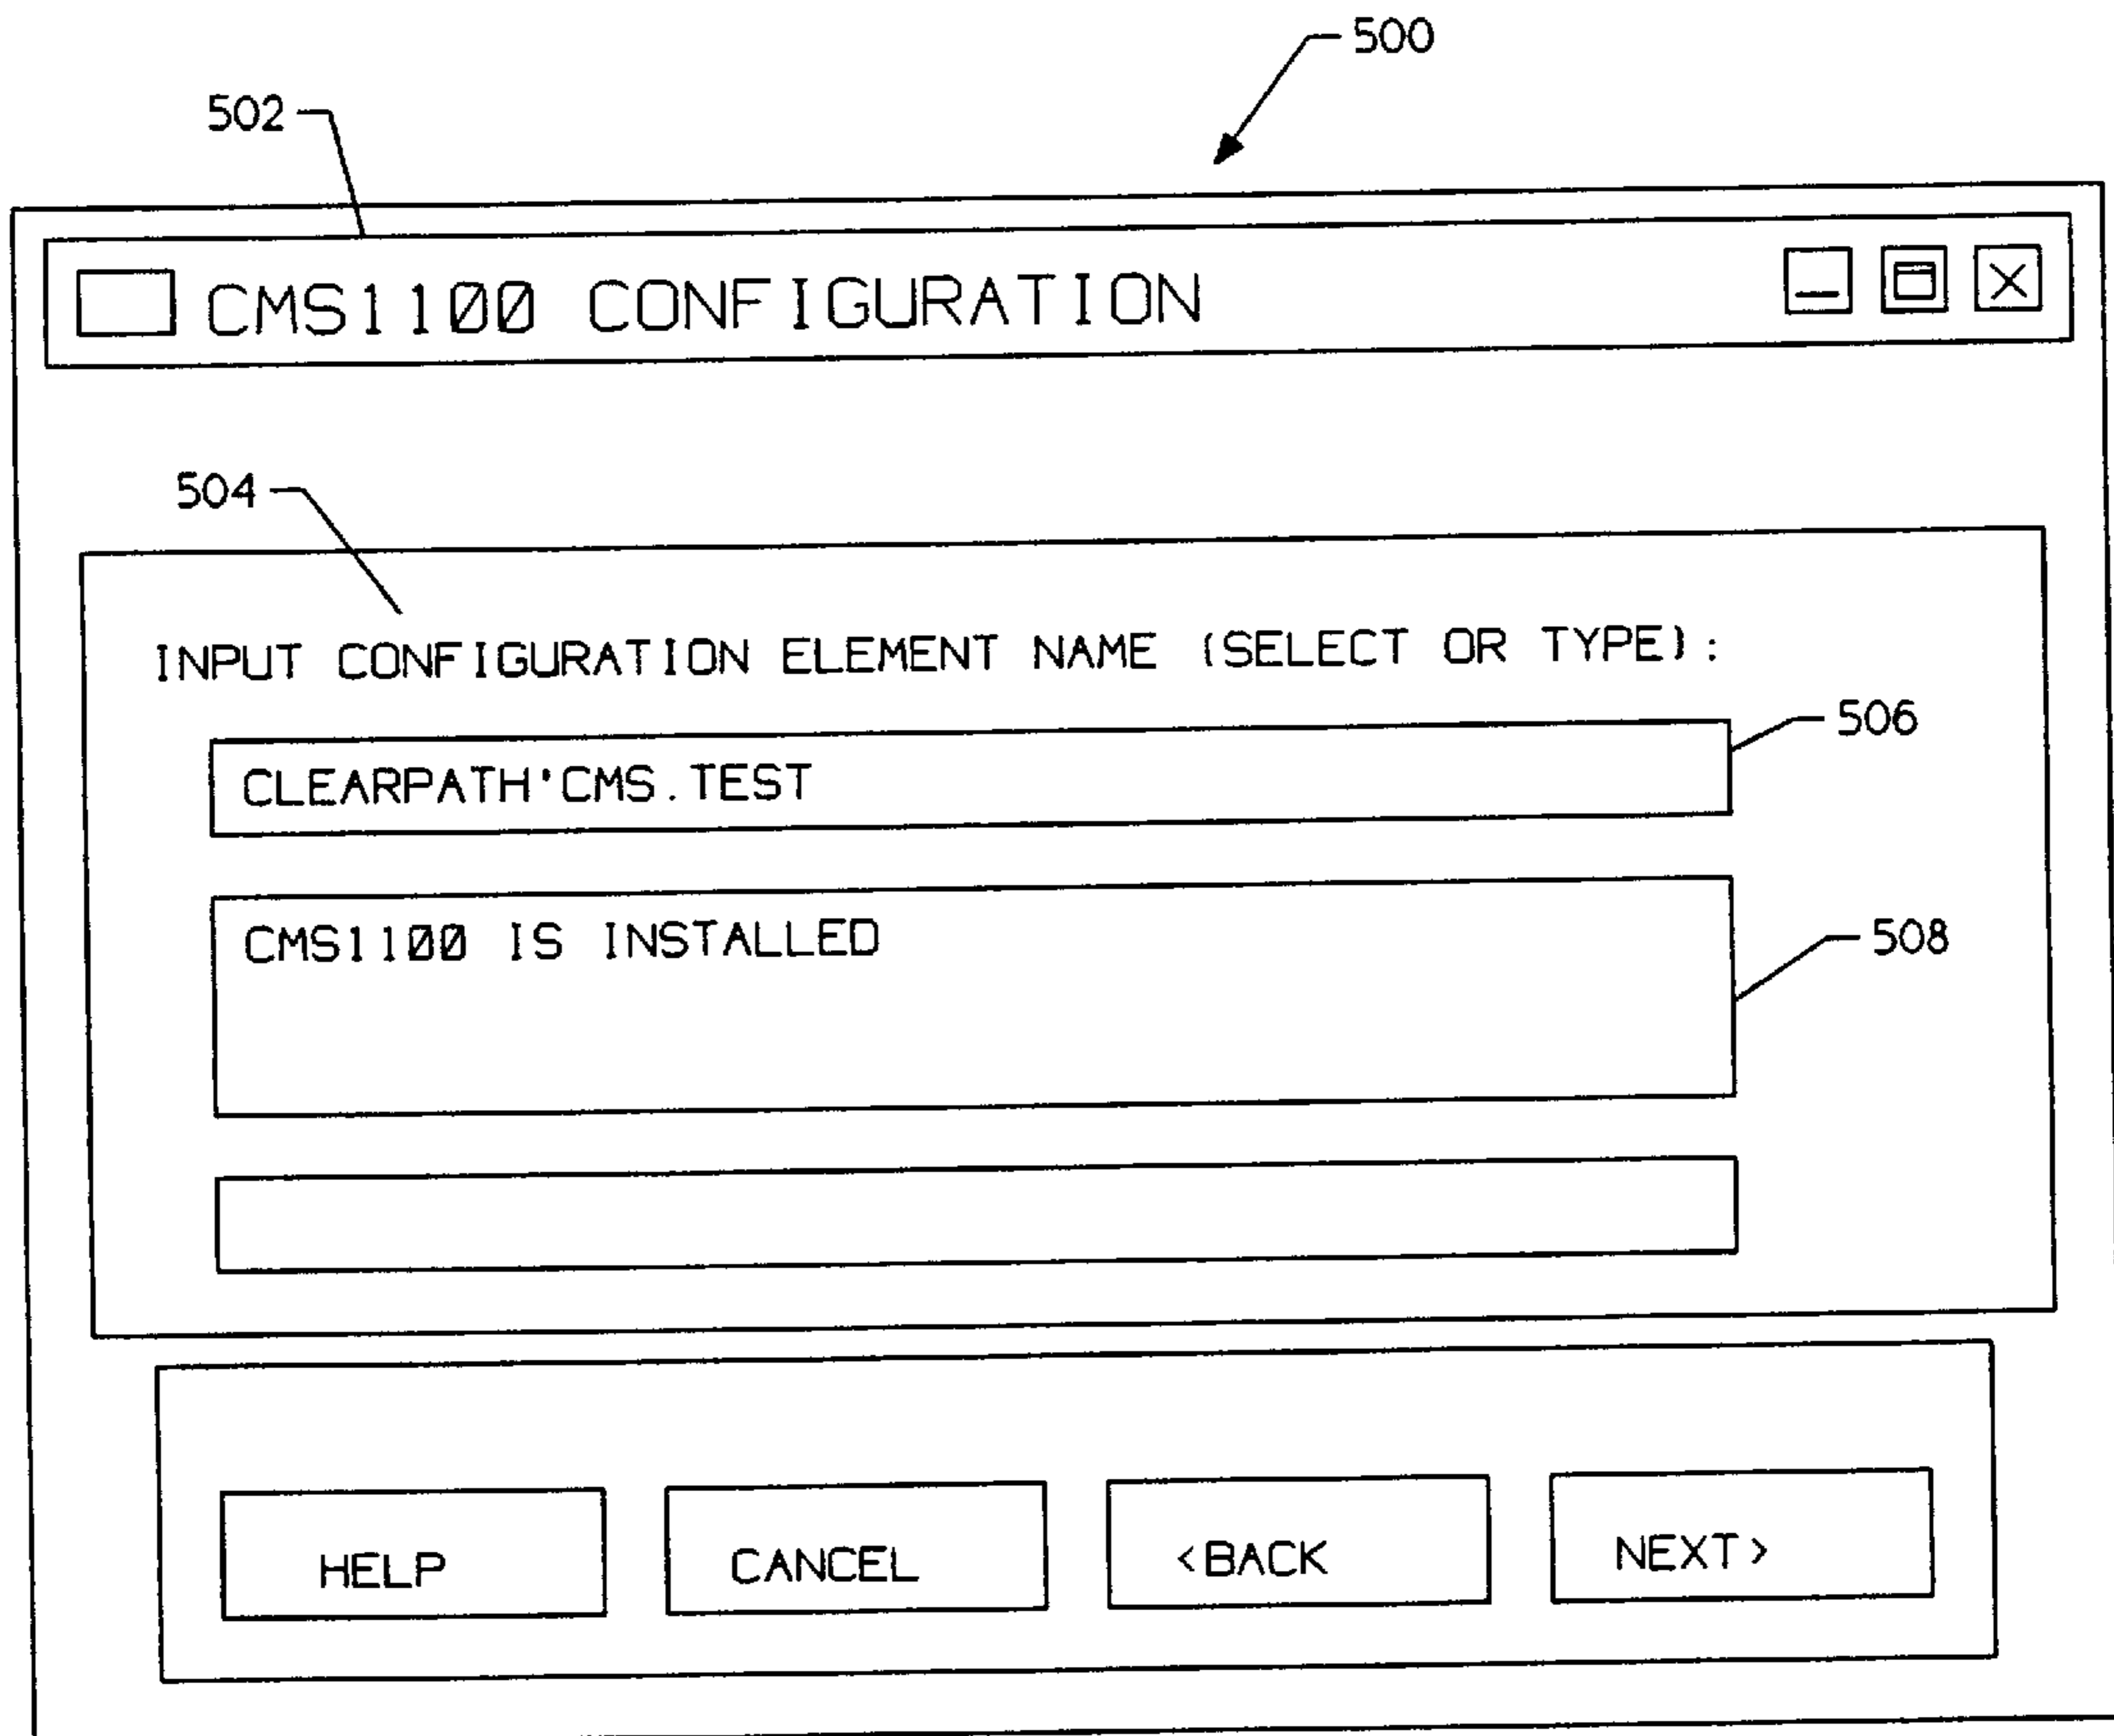 500
502
CMS1100 CONFIGURATION
504
INPUT CONFIGURATION ELEMENT NAME (SELECT OR TYPE):
506
CLEARPATH'CMS.TEST
CMS1100 IS INSTALLED
508
HELP
CANCEL
<BACK
NEXT>